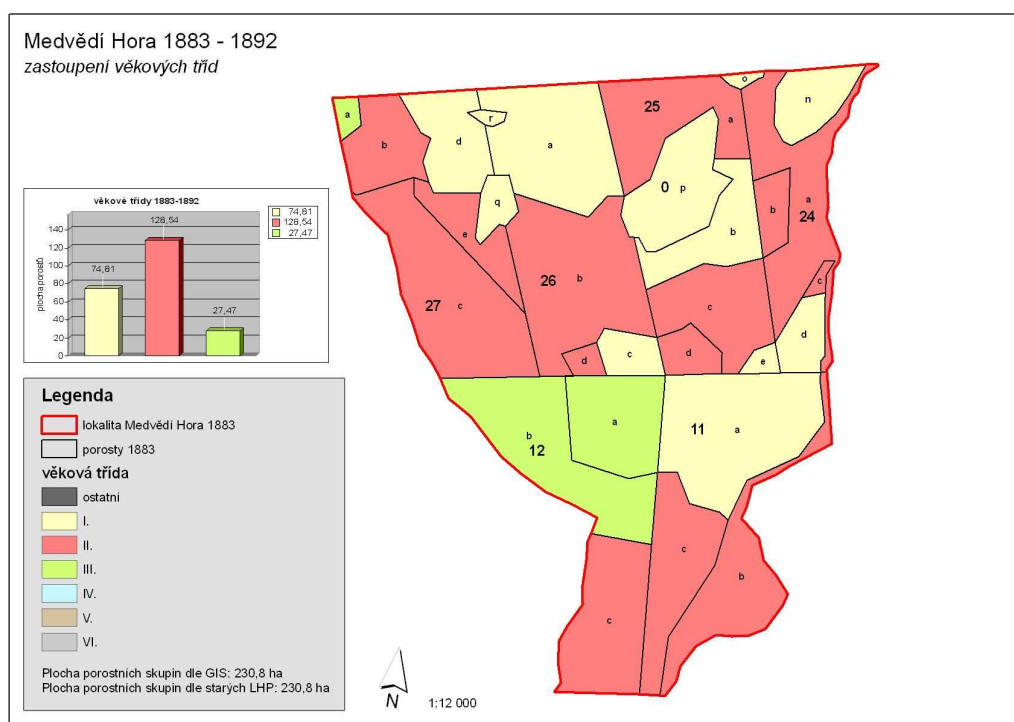 Medvědí Hora 1883 - 1892
zastoupení věkových tříd
věkové třídy 1883-1892
plocha porostů
140
120
100
80
60
40
20
0
74,81
128,54
27,47
74,81
128,54
27,47
Legenda
lokalita Medvědí Hora 1883
porosty 1883
věková třída
ostatní
I.
II.
III.
IV.
V.
VI.
Plocha porostních skupin dle GIS: 230,8 ha
Plocha porostních skupin dle starých LHP: 230,8 ha
N
1:12 000
a
b
d
r
a
q
e
27
c
26
b
d
c
25
a
o
n
0 p
b
b
a
24
c
c
d
d
e
b
12
a
11
a
c
c
b